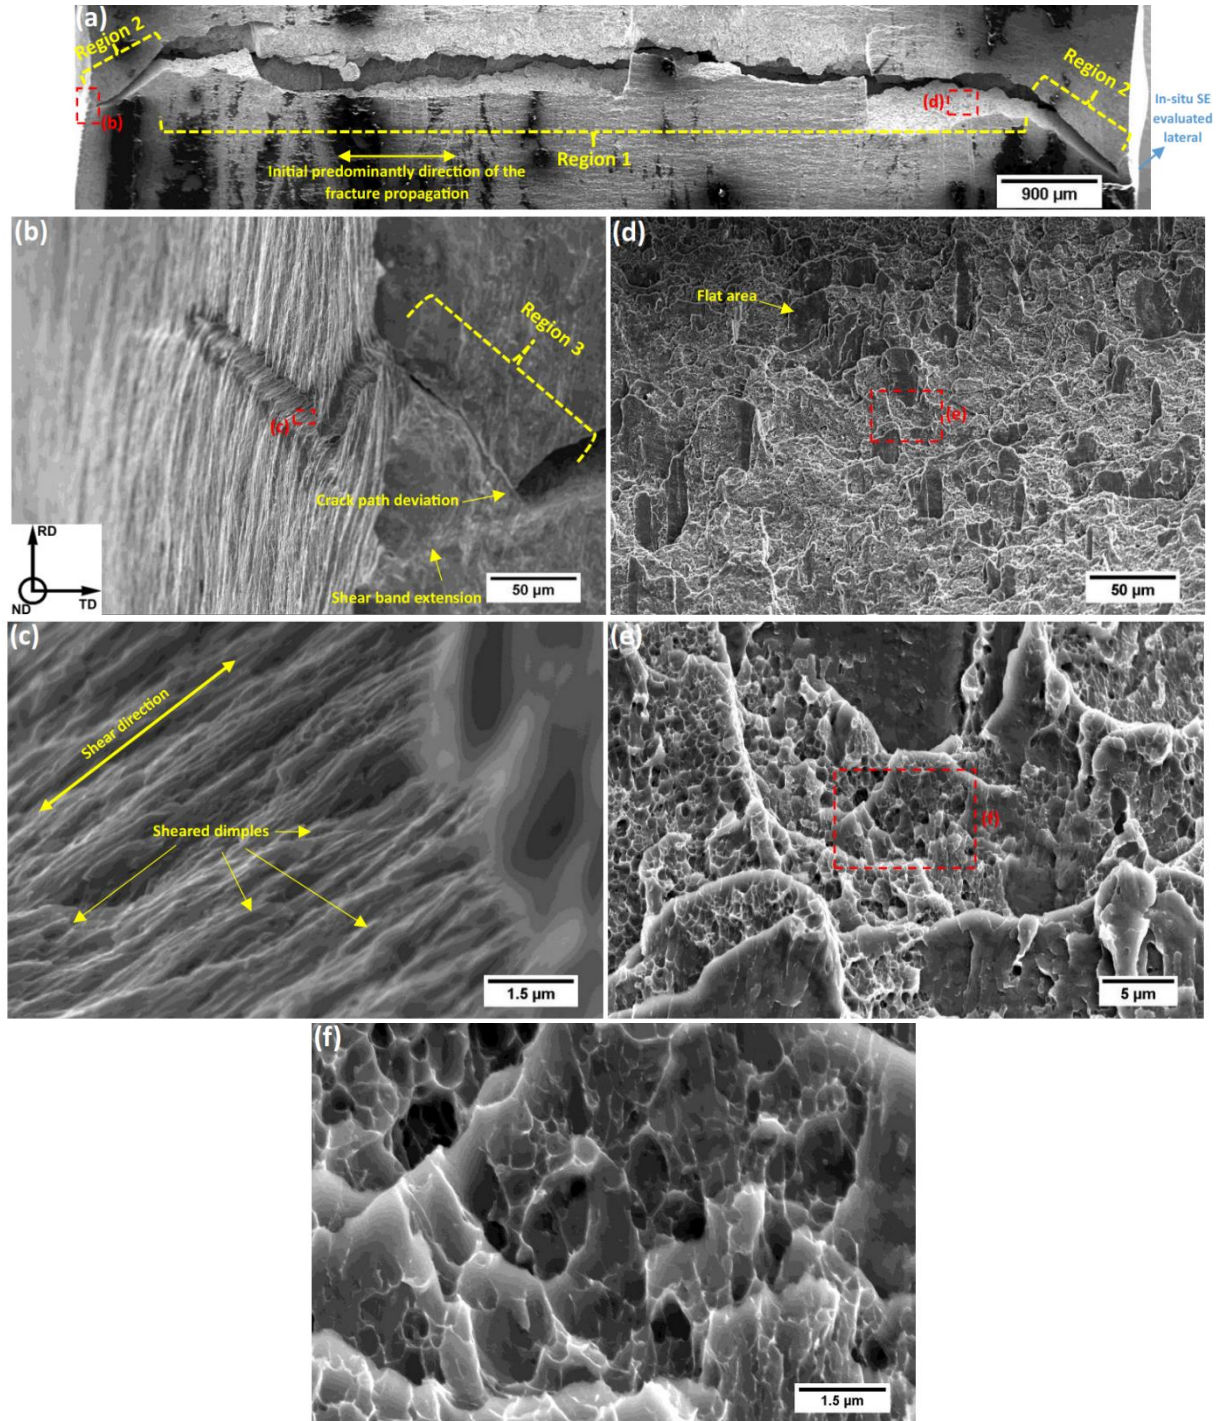 (a)
Region 2
(b)
Region 1
Initial predominantly direction of the
fracture propagation
(d)
Region 2
In-situ SE
evaluated
lateral
900 µm
(b)
Region 3
(c)
Crack path deviation
Shear band extension
RD
ND
TD
50 µm
(d)
Flat area
(e)
50 µm
(c)
Shear direction
Sheared dimples
1.5 µm
(e)
(f)
5 µm
(f)
1.5 µm